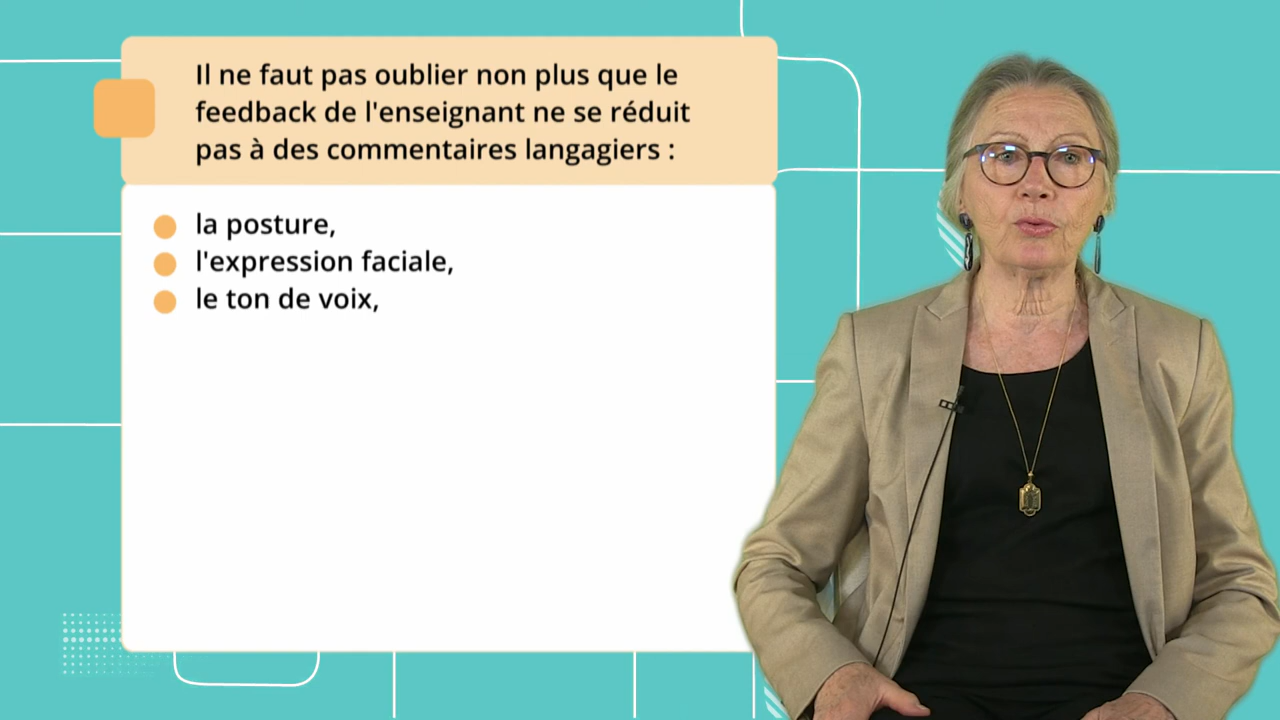 Il ne faut pas oublier non plus que le
feedback de l'enseignant ne se réduit
pas à des commentaires langagiers :
la posture,
l'expression faciale,
le ton de voix,